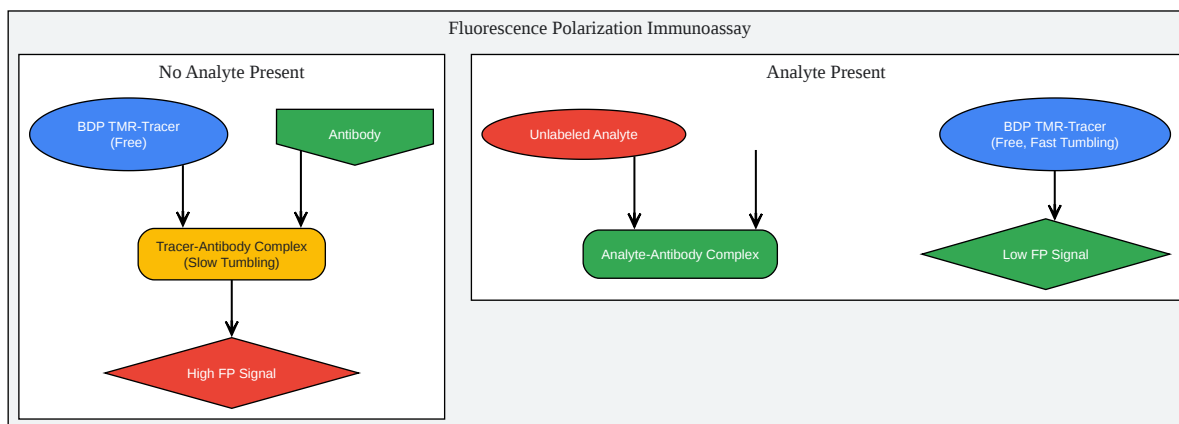 Fluorescence Polarization Immunoassay
No Analyte Present
BDP TMR-Tracer
(Free)
Antibody
Tracer-Antibody Complex
(Slow Tumbling)
High FP Signal
Analyte Present
Unlabeled Analyte
BDP TMR-Tracer
(Free, Fast Tumbling)
Analyte-Antibody Complex
Low FP Signal